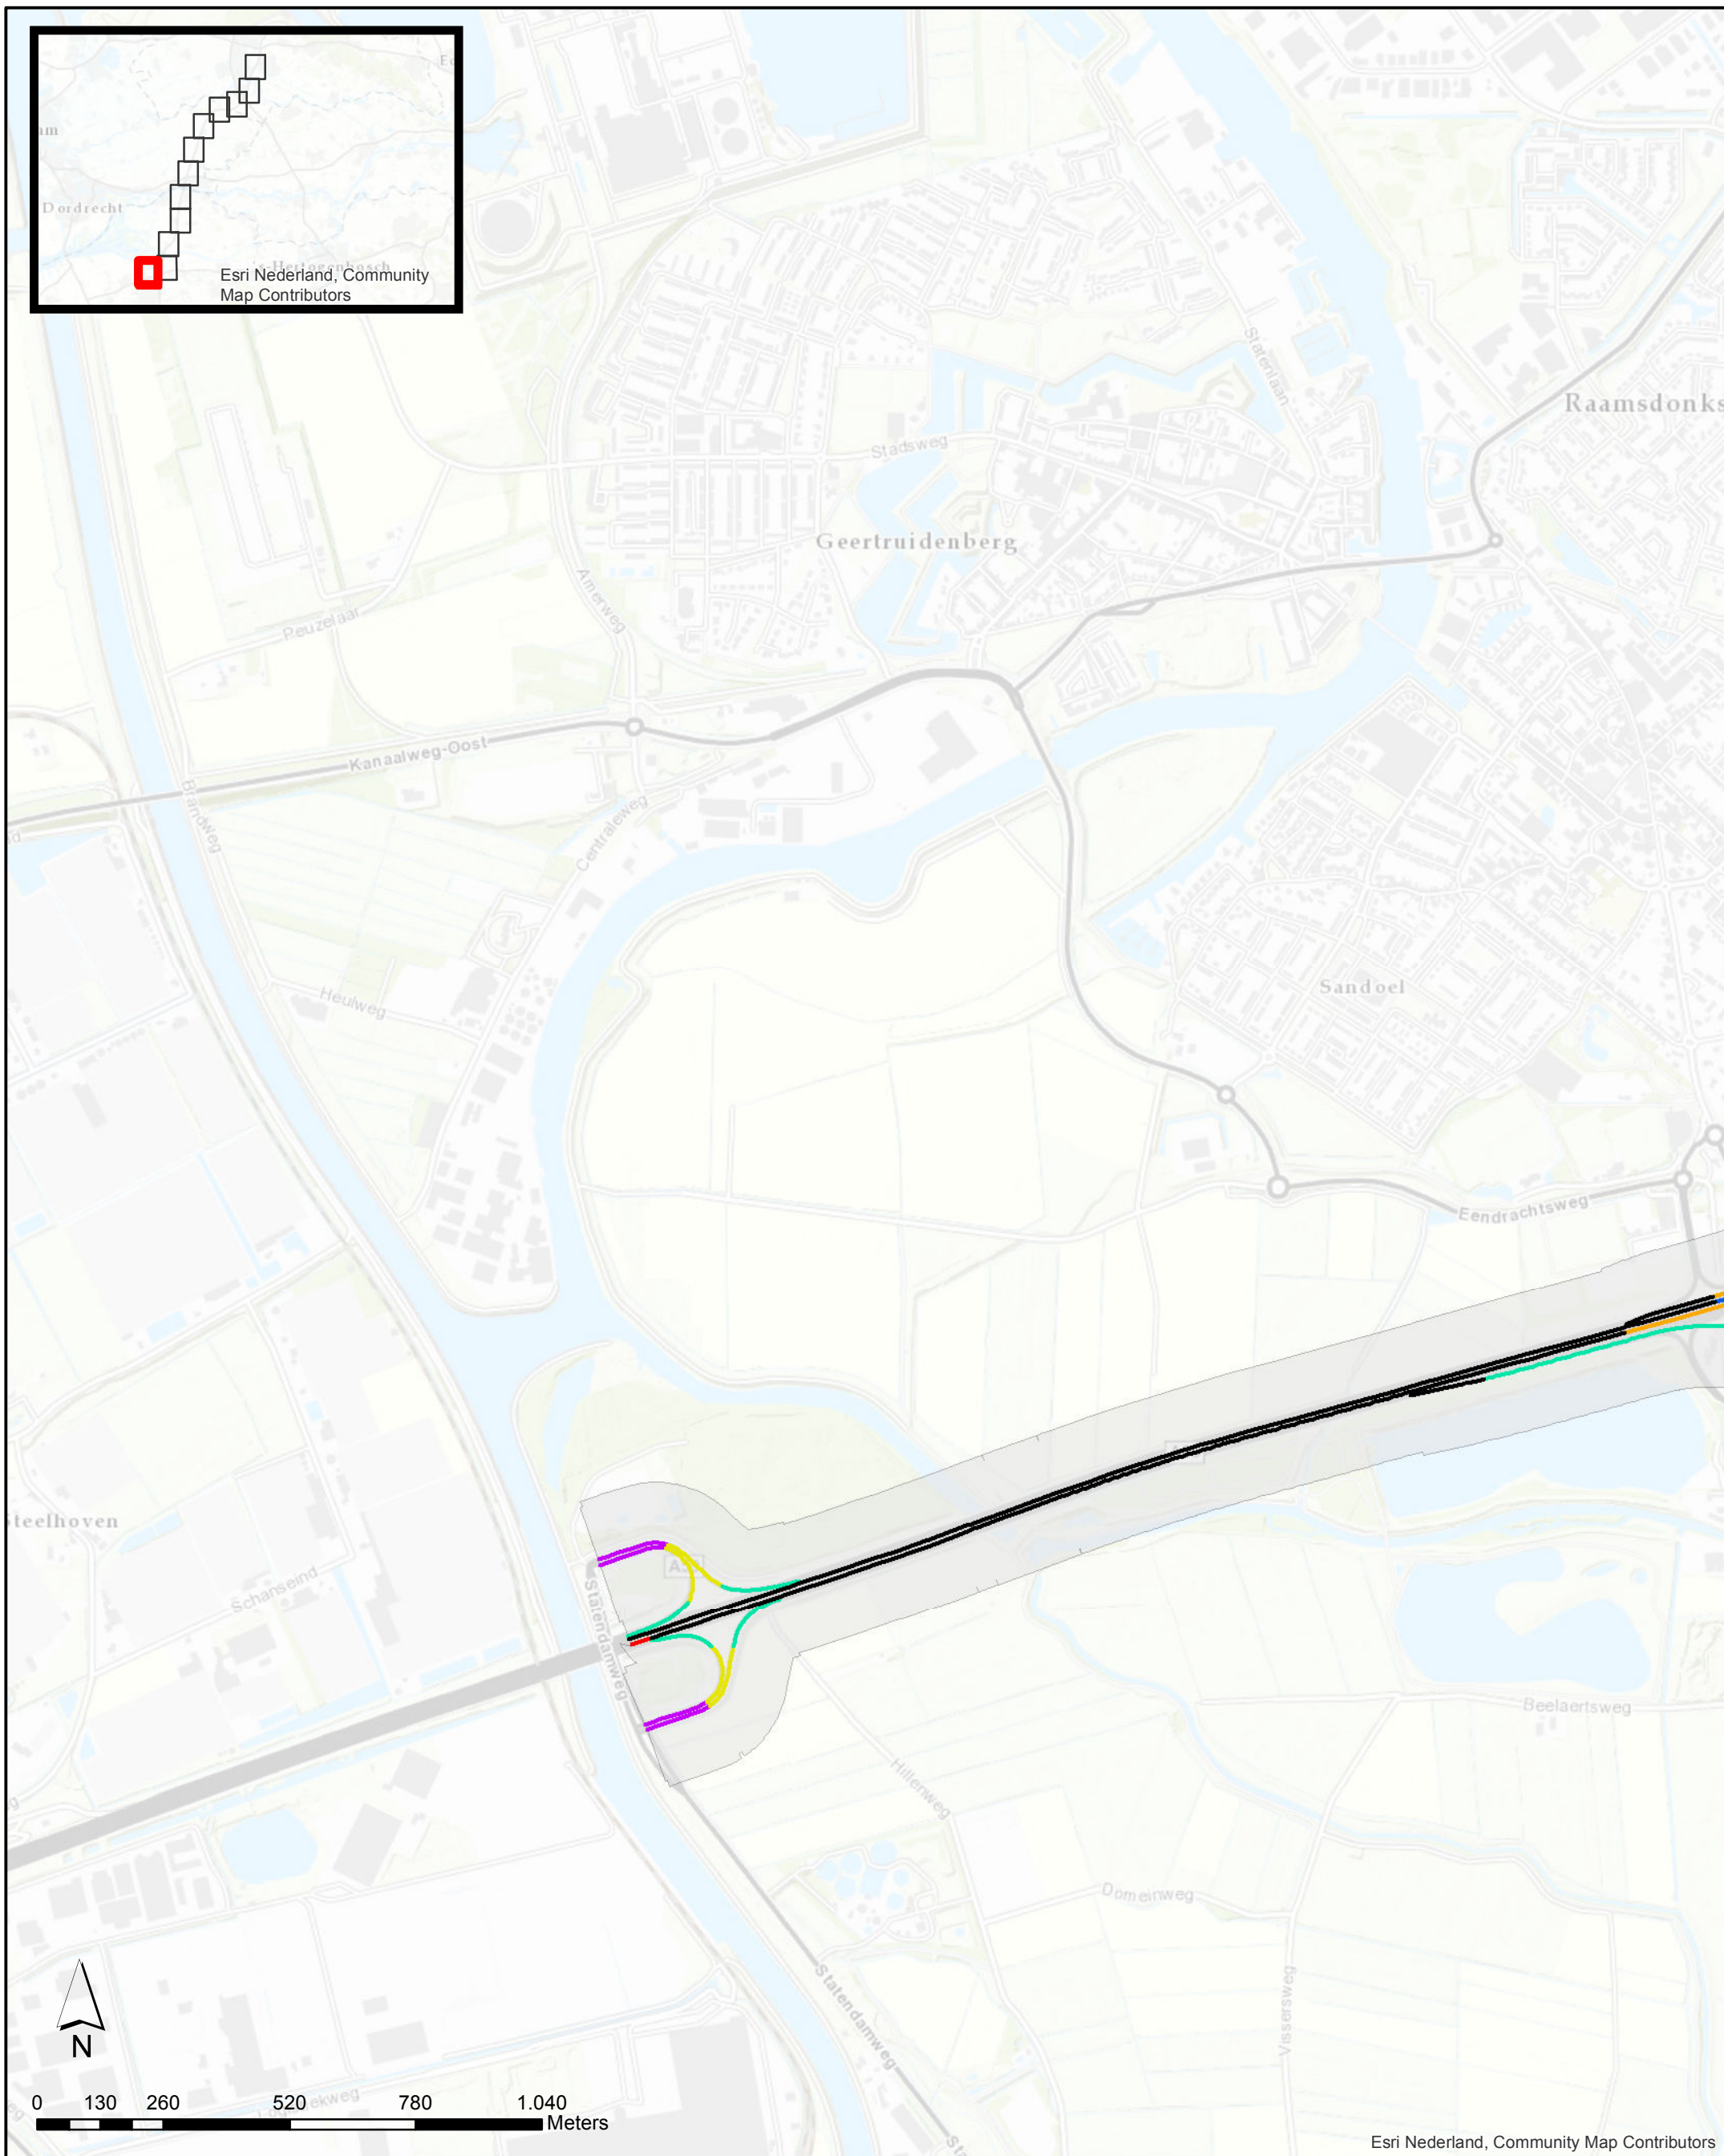 Dordrecht
's-Hertogenbosch
Esri Nederland, Community
Map Contributors
Statenlaan
Raamsdonks
Stadsweg
Geertruidenberg
Amerweg
Peuzelaar
Kanaalweg-Oost
Brandweg
Centraleweg
Heulweg
Sandoel
Eendrachtsweg
Steelhoven
Schanseind
Statendamweg
Beelaertsweg
Hillenweg
Domeinweg
Statendamweg
Vissersweg
N
0 130 260 520 780 1.040
Meters
Esri Nederland, Community Map Contributors